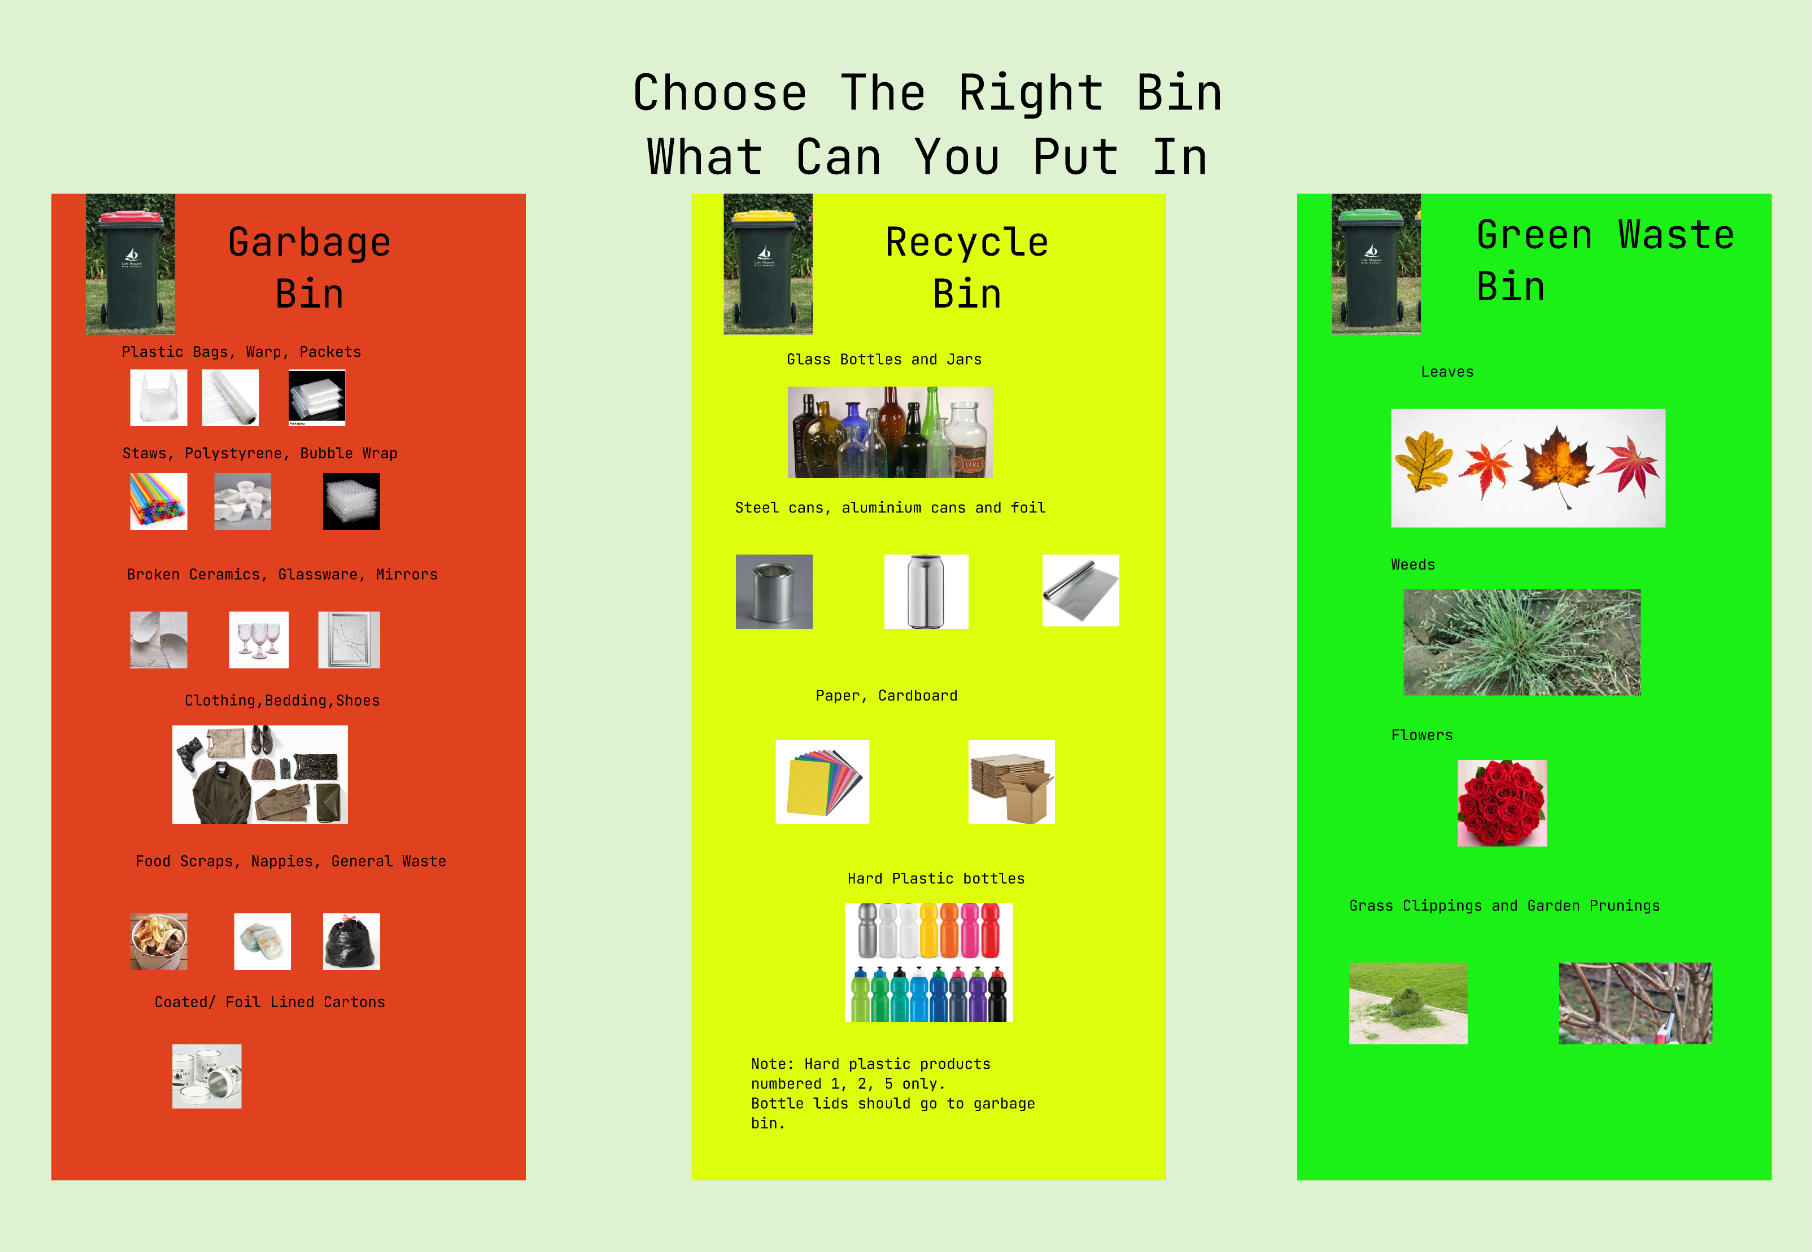 Choose The Right Bin
What Can You Put In
Garbage
Bin
Plastic Bags, Warp, Packets
Staws, Polystyrene, Bubble Wrap
Broken Ceramics, Glassware, Mirrors
Clothing,Bedding,Shoes
Food Scraps, Nappies, General Waste
Coated/ Foil Lined Cartons
Recycle
Bin
Glass Bottles and Jars
Steel cans, aluminium cans and foil
Paper, Cardboard
Hard Plastic bottles
Note: Hard plastic products
numbered 1, 2, 5 only.
Bottle lids should go to garbage
bin.
Green Waste
Bin
Leaves
Weeds
Flowers
Grass Clippings and Garden Prunings